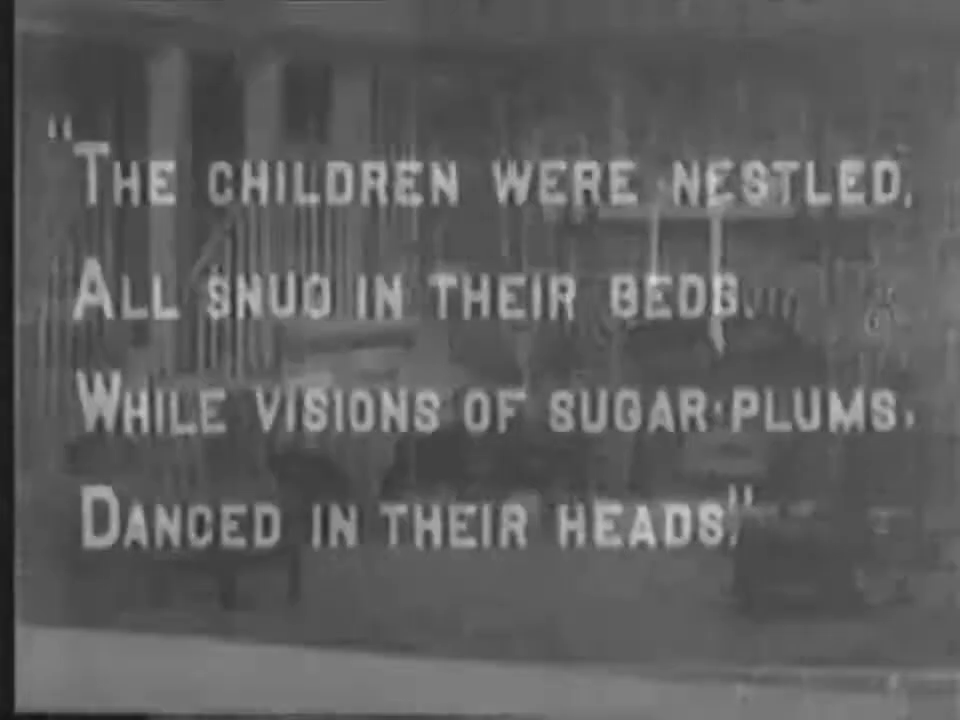 "THE CHILDREN WERE NESTLED,
ALL SNUG IN THEIR BEDS.
WHILE VISIONS OF SUGAR-PLUMS,
DANCED IN THEIR HEADS."